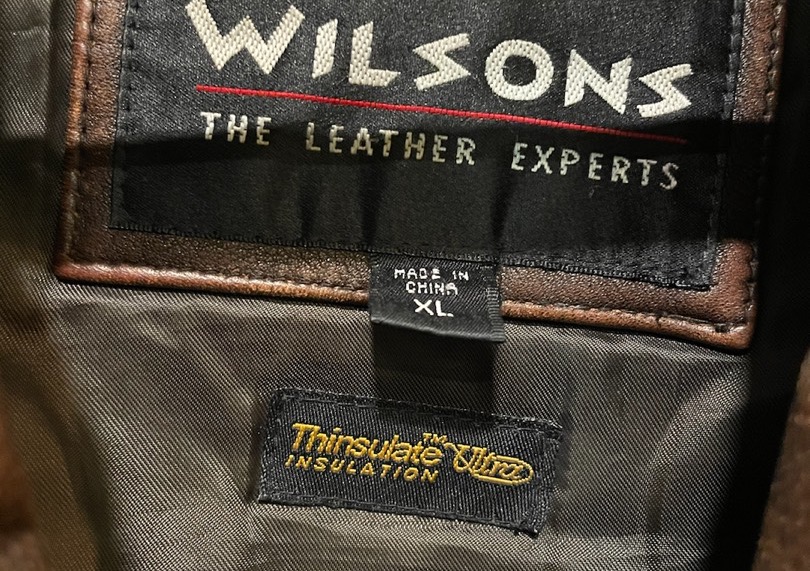 WILSONS
THE LEATHER EXPERTS
MADE IN
CHINA
XL
Thinsulate™ Ultra
INSULATION